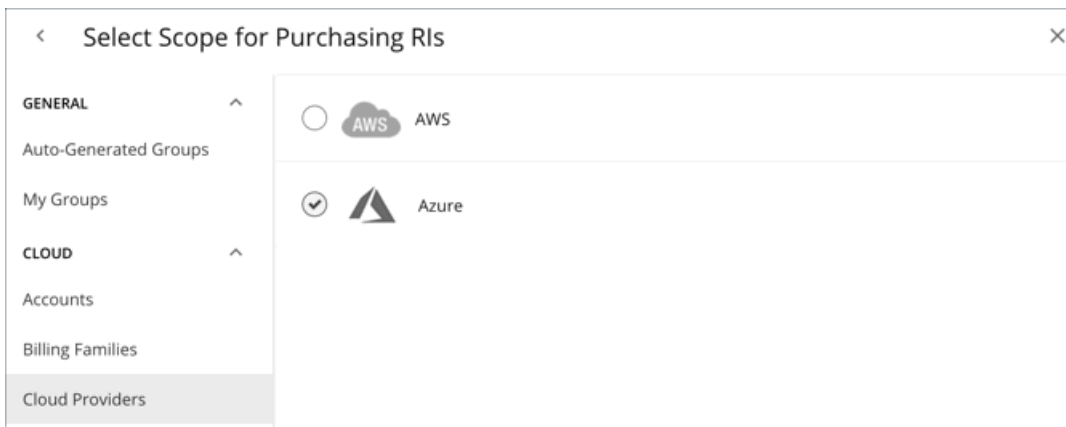 Select Scope for Purchasing RIs
GENERAL
Auto-Generated Groups
My Groups
CLOUD
Accounts
Billing Families
Cloud Providers
AWS AWS
Azure